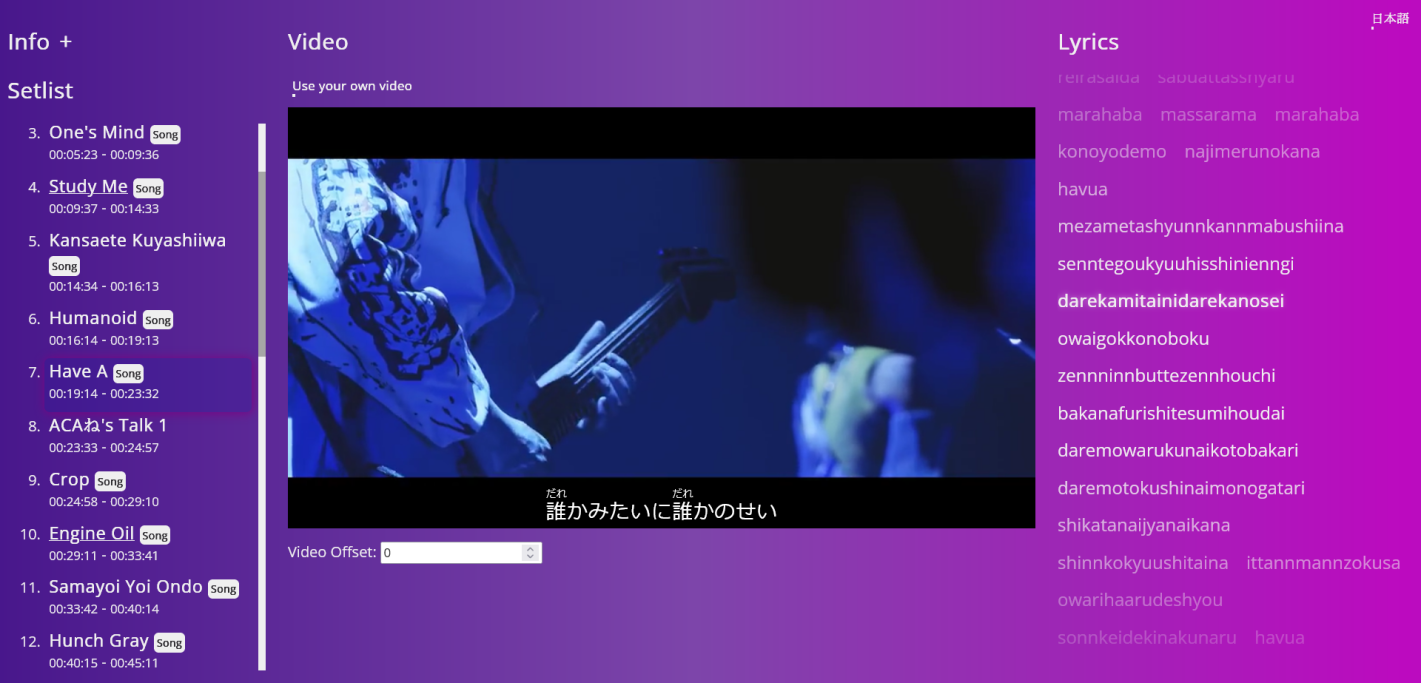 日本語
Info +
Setlist
3. One's Mind Song
00:05:23 - 00:09:36
4. Study Me Song
00:09:37 - 00:14:33
5. Kansaete Kuyashiiwa
Song
00:14:34 - 00:16:13
6. Humanoid Song
00:16:14 - 00:19:13
7. Have A Song
00:19:14 - 00:23:32
8. ACAね's Talk 1
00:23:33 - 00:24:57
9. Crop Song
00:24:58 - 00:29:10
10. Engine Oil Song
00:29:11 - 00:33:41
11. Samayoi Yoi Ondo Song
00:33:42 - 00:40:14
12. Hunch Gray Song
00:40:15 - 00:45:11
Video
Use your own video
だれ だれ
誰かみたいに誰かのせい
Video Offset: 0
Lyrics
reirasaida sabuattasshyaru
marahaba massarama marahaba
konoyodemo najimerunokana
havua
mezametashyunnkannmabushiina
senntegoukyuuhisshinienngi
darekamitainidarekanosei
owaigokkonoboku
zennninnbuttezennhouchi
bakanafurishitesumihoudai
daremowarukunaikotobakari
daremotokushinaimonogatari
shikatanaijyanaikana
shinnkokyuushitaina ittannmannzokusa
owarihaarudeshyou
sonnkeidekinakunaru havua